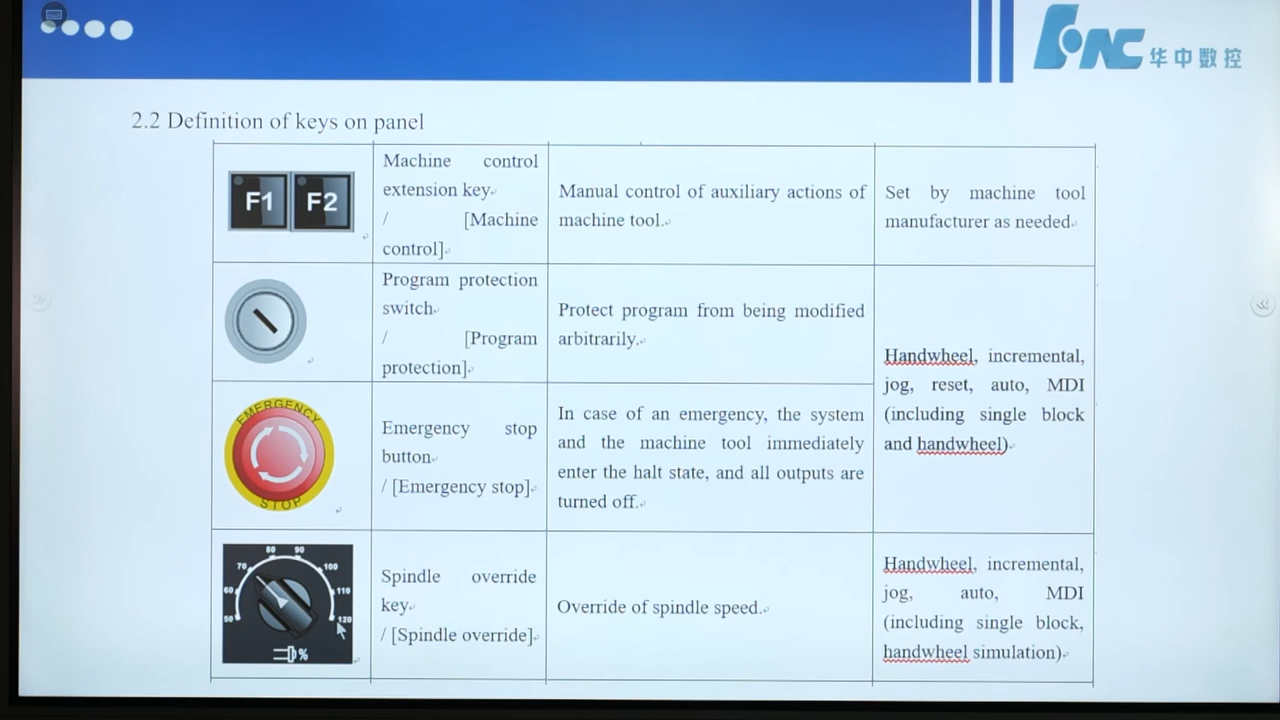 HNC 华中数控
2.2 Definition of keys on panel
F1 F2
Machine control
extension key
/ [Machine
control]
Manual control of auxiliary actions of
machine tool.
Set by machine tool
manufacturer as needed
Program protection
switch
/ [Program
protection]
Protect program from being modified
arbitrarily.
Handwheel, incremental,
jog, reset, auto, MDI
(including single block
and handwheel)
EMERGENCY
STOP
Emergency stop
button
/ [Emergency stop]
In case of an emergency, the system
and the machine tool immediately
enter the halt state, and all outputs are
turned off.
50 60 70 80 90 100 110 120
%
Spindle override
key
/ [Spindle override]
Override of spindle speed.
Handwheel, incremental,
jog, auto, MDI
(including single block,
handwheel simulation)